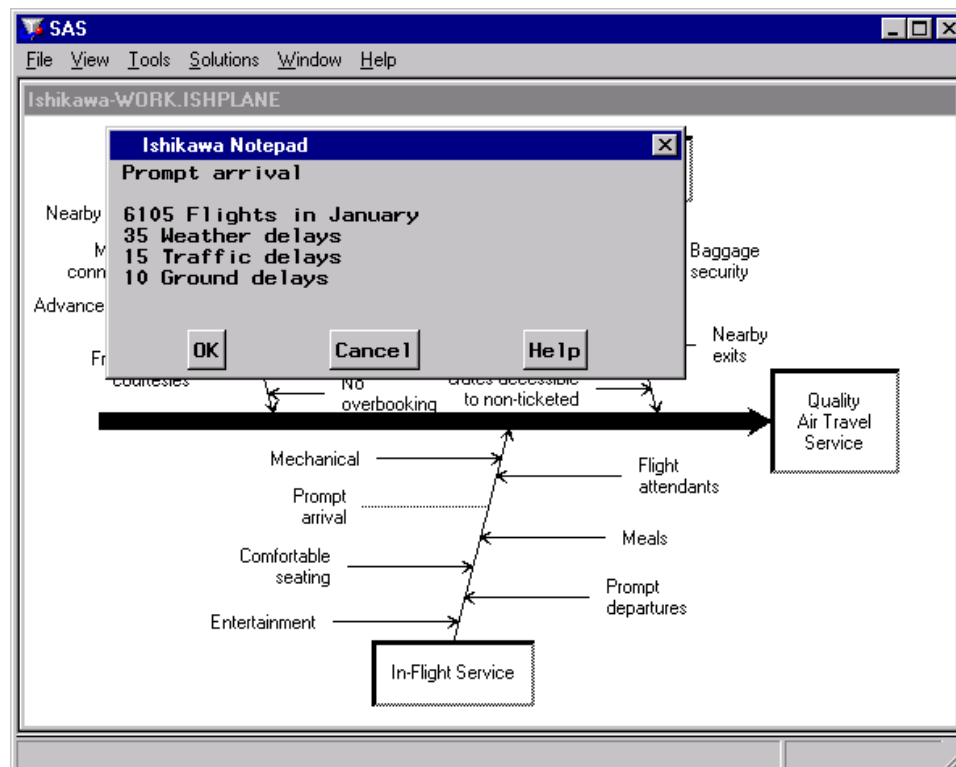 SAS
File View Tools Solutions Window Help
Ishikawa-WORK.ISHPLANE
Ishikawa Notepad
Prompt arrival
6105 Flights in January
35 Weather delays
15 Traffic delays
10 Ground delays
OK Cancel Help
Nearby
conn
Advance
Baggage
security
Nearby
exits
courtesies
No
overbooking
Gates accessible
to non-ticketed
Quality
Air Travel
Service
Mechanical
Flight
attendants
Prompt
arrival
Meals
Comfortable
seating
Prompt
departures
Entertainment
In-Flight Service